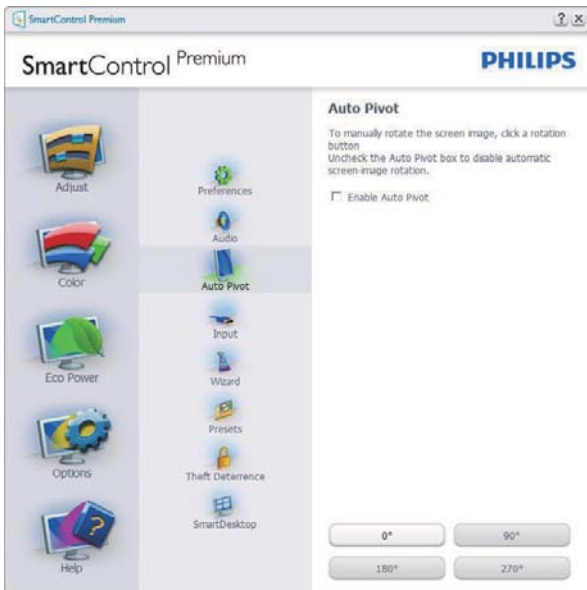 SmartControl Premium
? x
SmartControl Premium
PHILIPS
Adjust
Color
Eco Power
Options
Help
Preferences
Audio
Auto Pivot
Input
Wizard
Presets
Theft Deterrence
SmartDesktop
Auto Pivot
To manually rotate the screen image, click a rotation
button
Uncheck the Auto Pivot box to disable automatic
screen-image rotation.
Enable Auto Pivot
0° 90°
180° 270°